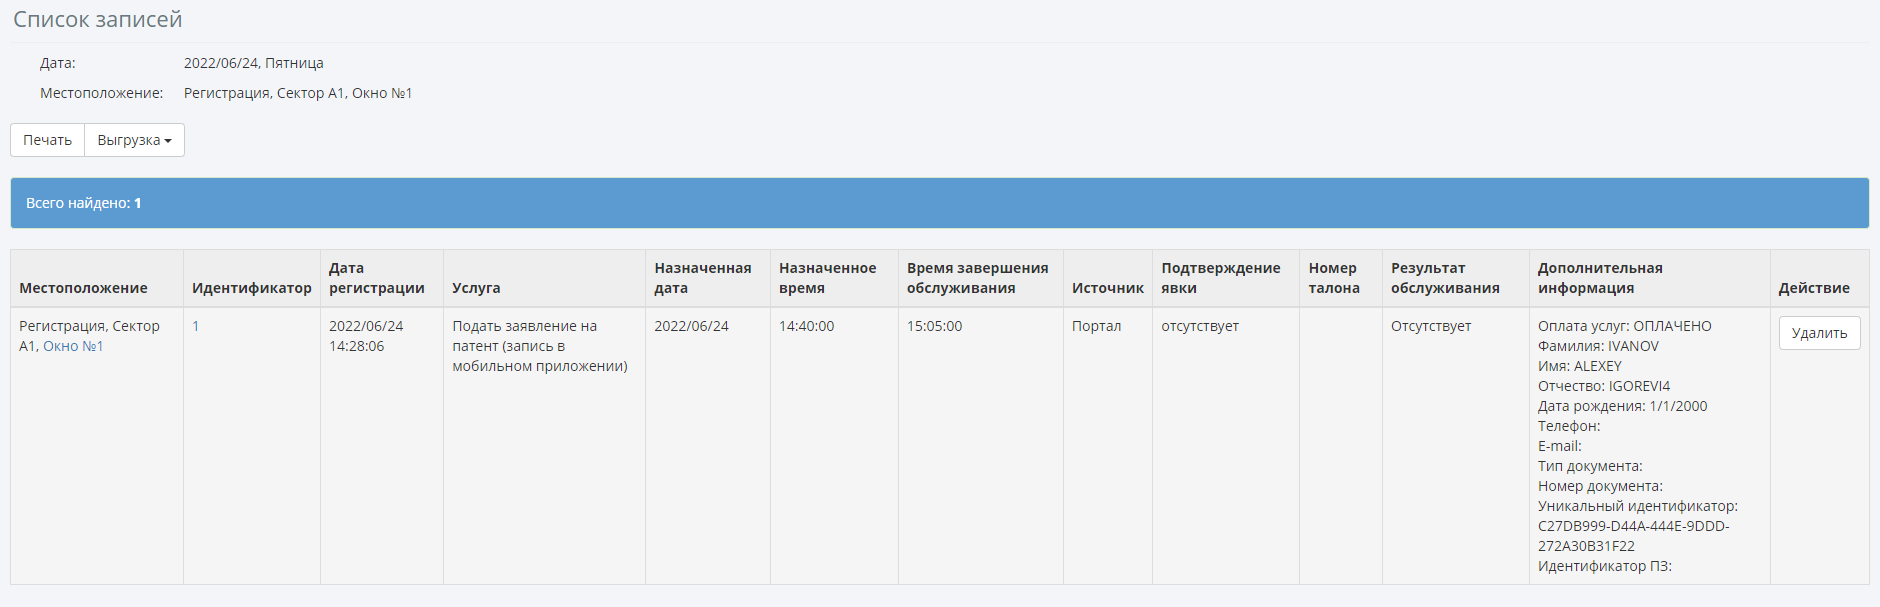 Список записей
Дата: 2022/06/24, Пятница
Местоположение: Регистрация, Сектор А1, Окно №1
Печать Выгрузка
Всего найдено: 1
Местоположение Идентификатор Дата регистрации Услуга Назначенная дата Назначенное время Время завершения обслуживания Источник Подтверждение явки Номер талона Результат обслуживания Дополнительная информация Действие
Регистрация, Сектор А1, Окно №1
1
2022/06/24
14:28:06
Подать заявление на
патент (запись в
мобильном приложении)
2022/06/24
14:40:00
15:05:00
Портал
отсутствует
Отсутствует
Оплата услуг: ОПЛАЧЕНО
Фамилия: IVANOV
Имя: ALEXEY
Отчество: IGOREVI4
Дата рождения: 1/1/2000
Телефон:
E-mail:
Тип документа:
Номер документа:
Уникальный идентификатор:
C27DB999-D44A-444E-9DDD-
272A30B31F22
Идентификатор ПЗ:
Удалить